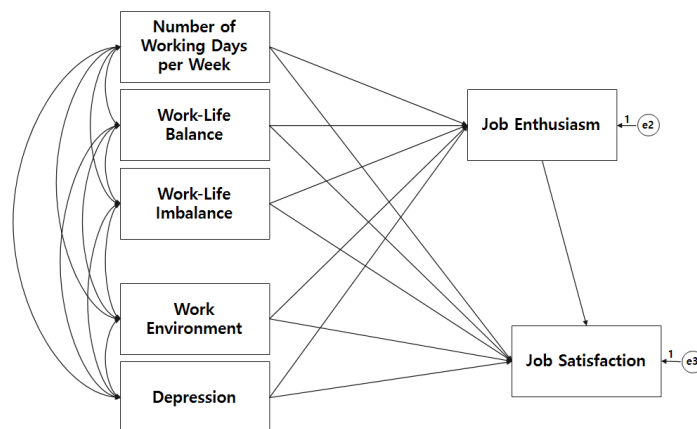 Number of
Working Days
per Week
Work-Life
Balance
Job Enthusiasm
1
e2
Work-Life
Imbalance
Work
Environment
Job Satisfaction
1
e3
Depression